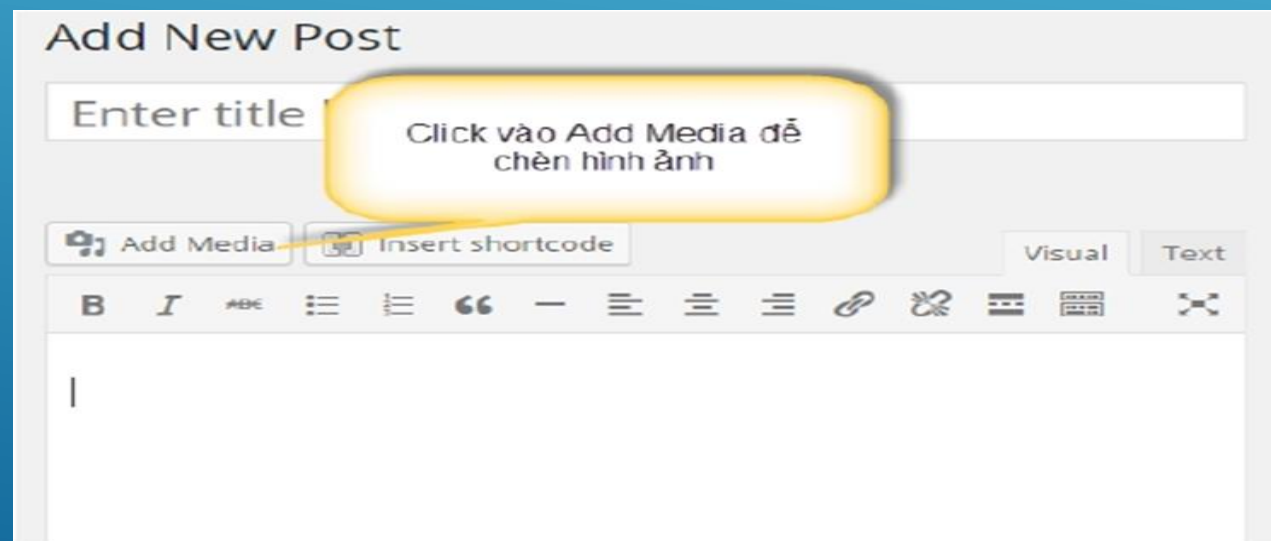 Add New Post
Enter title
Click vào Add Media để
chèn hình ảnh
Add Media
Insert shortcode
Visual
Text
B I ABC